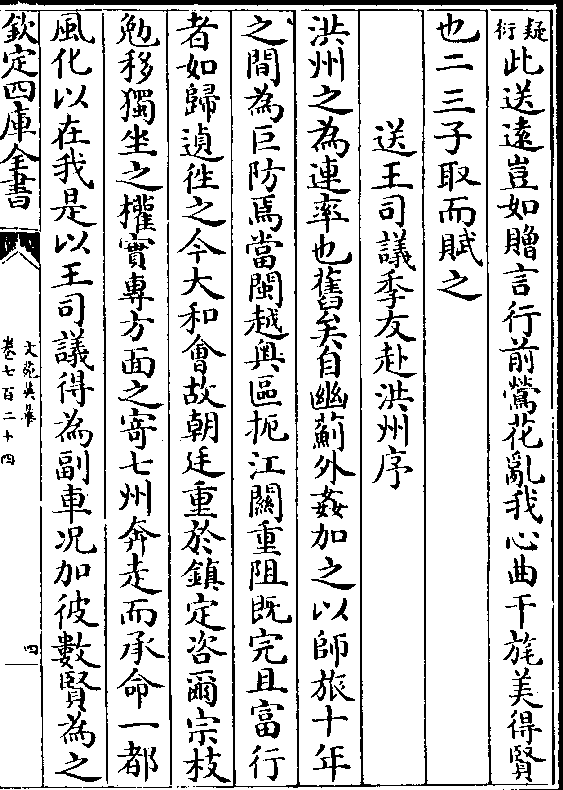 疑衍此送遠豈如贈言行前鶯花亂我心曲干旄美得賢
也二三子取而賦之
送王司議季友赴洪州序
洪州之為連率也舊矣自幽薊外姦加之以師旅十年
之間為巨防焉當閩越奥區扼江關重阻既完且富行
者如歸遉徃之今大和會故朝廷重於鎮定咨爾宗枝
勉移獨坐之權實專方面之寄七州奔走而承命一都
風化以在我是以王司議得為副車况加彼數賢為之
欽定四庫全書
文苑英華
卷七百二十四
四